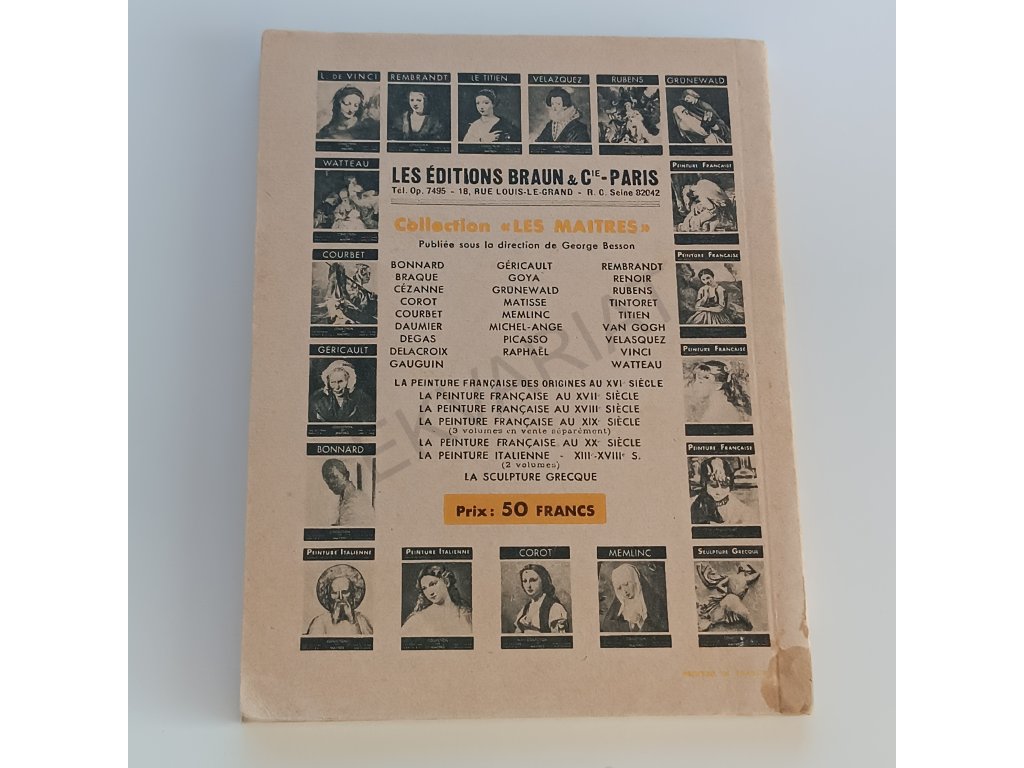 L. DE VINCI REMBRANDT LE TITIEN VELAZQUEZ RUBENS GRÜNEWALD
WATTEAU
PEINTURE FRANÇAISE
LES ÉDITIONS BRAUN & CIE - PARIS
Tél. Op. 7495 - 18, RUE LOUIS-LE-GRAND - R. C. Seine 82042
Collection «LES MAITRES»
Publiée sous la direction de George Besson
COURBET
PEINTURE FRANÇAISE
BONNARD GÉRICAULT REMBRANDT
BRAQUE GOYA RENOIR
CÉZANNE GRÜNEWALD RUBENS
COROT MATISSE TINTORET
COURBET MEMLINC TITIEN
DAUMIER MICHEL-ANGE VAN GOGH
DEGAS PICASSO VELASQUEZ
DELACROIX RAPHAËL VINCI
GAUGUIN WATTEAU
GÉRICAULT
PEINTURE FRANÇAISE
LA PEINTURE FRANÇAISE DES ORIGINES AU XVIe SIÈCLE
LA PEINTURE FRANÇAISE AU XVIIe SIÈCLE
LA PEINTURE FRANÇAISE AU XVIIIe SIÈCLE
LA PEINTURE FRANÇAISE AU XIXe SIÈCLE
(3 volumes en vente séparément)
LA PEINTURE FRANÇAISE AU XXe SIÈCLE
LA PEINTURE ITALIENNE - XIIIe-XVIIIe S.
(2 volumes)
LA SCULPTURE GRECQUE
BONNARD
PEINTURE FRANÇAISE
Prix : 50 FRANCS
PEINTURE ITALIENNE PEINTURE ITALIENNE COROT MEMLINC SCULPTURE GRECQUE